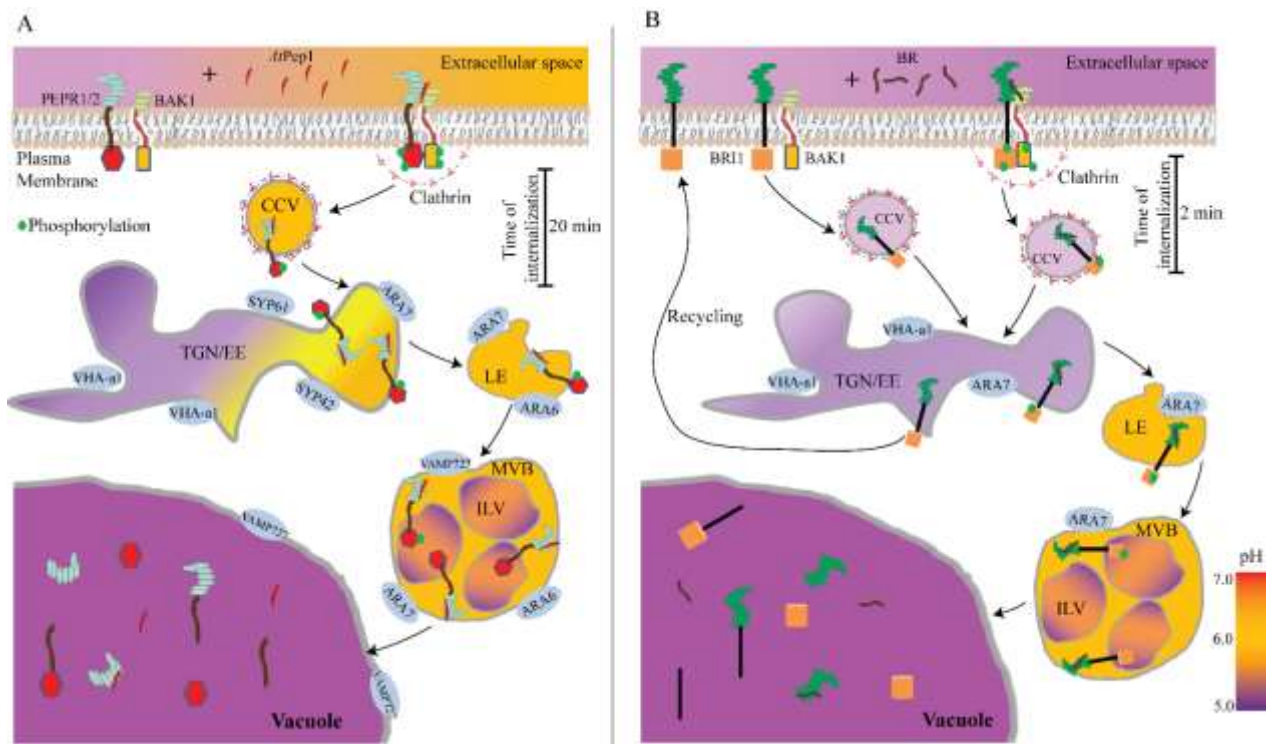 A
AtPep1
+
Extracellular space
PEPR1/2
BAK1
Plasma
Membrane
Clathrin
Phosphorylation
CCV
Time of
internalization
20 min
SYP61
ARA7
TGN/EE
ARA7
LE
VHA-a1
SYP42
VHA-a1
ARA6
VAMP727
MVB
ILV
VAMP727
ARA7
ARA6
VAMP727
Vacuole
B
BR
+
Extracellular space
BRI1
BAK1
Clathrin
CCV
CCV
Time of
internalization
2 min
Recycling
VHA-a1
VHA-a1
TGN/EE
ARA7
ARA7
LE
ARA7
MVB
ILV
pH
7.0
6.0
5.0
Vacuole